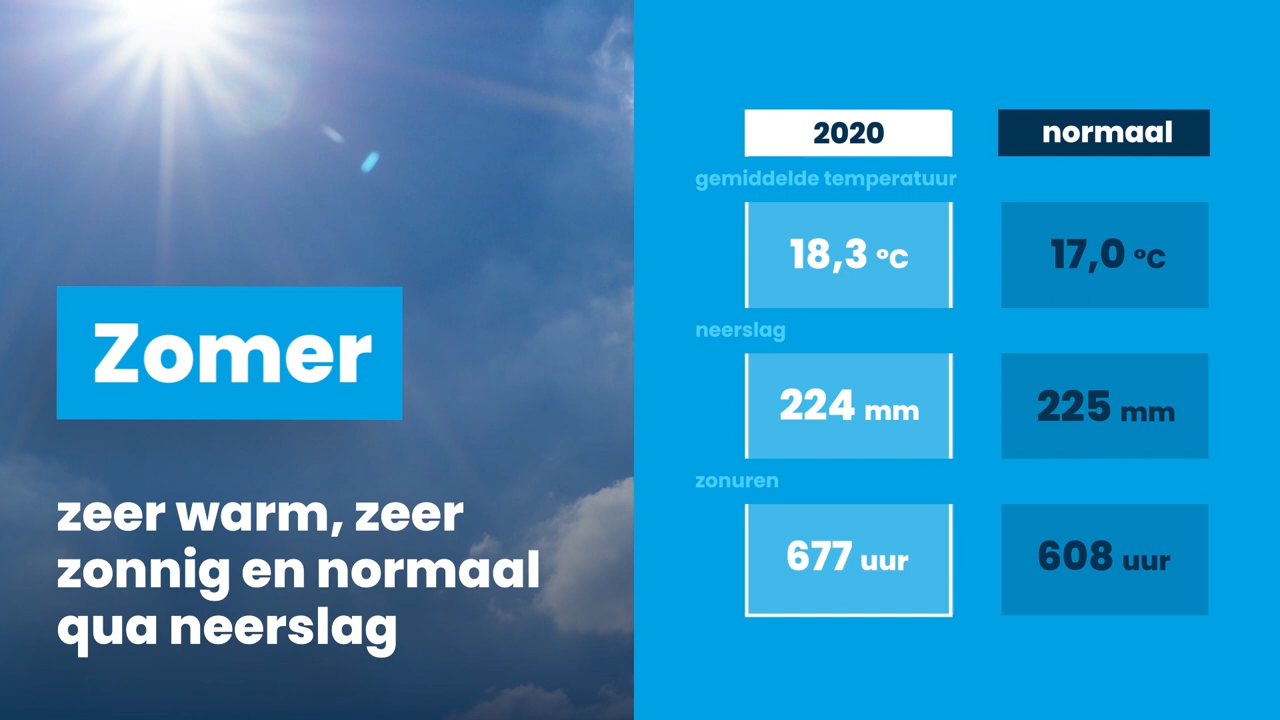 Zomer
zeer warm, zeer
zonnig en normaal
qua neerslag
2020 normaal
gemiddelde temperatuur
18,3 °C 17,0 °C
neerslag
224 mm 225 mm
zonuren
677 uur 608 uur